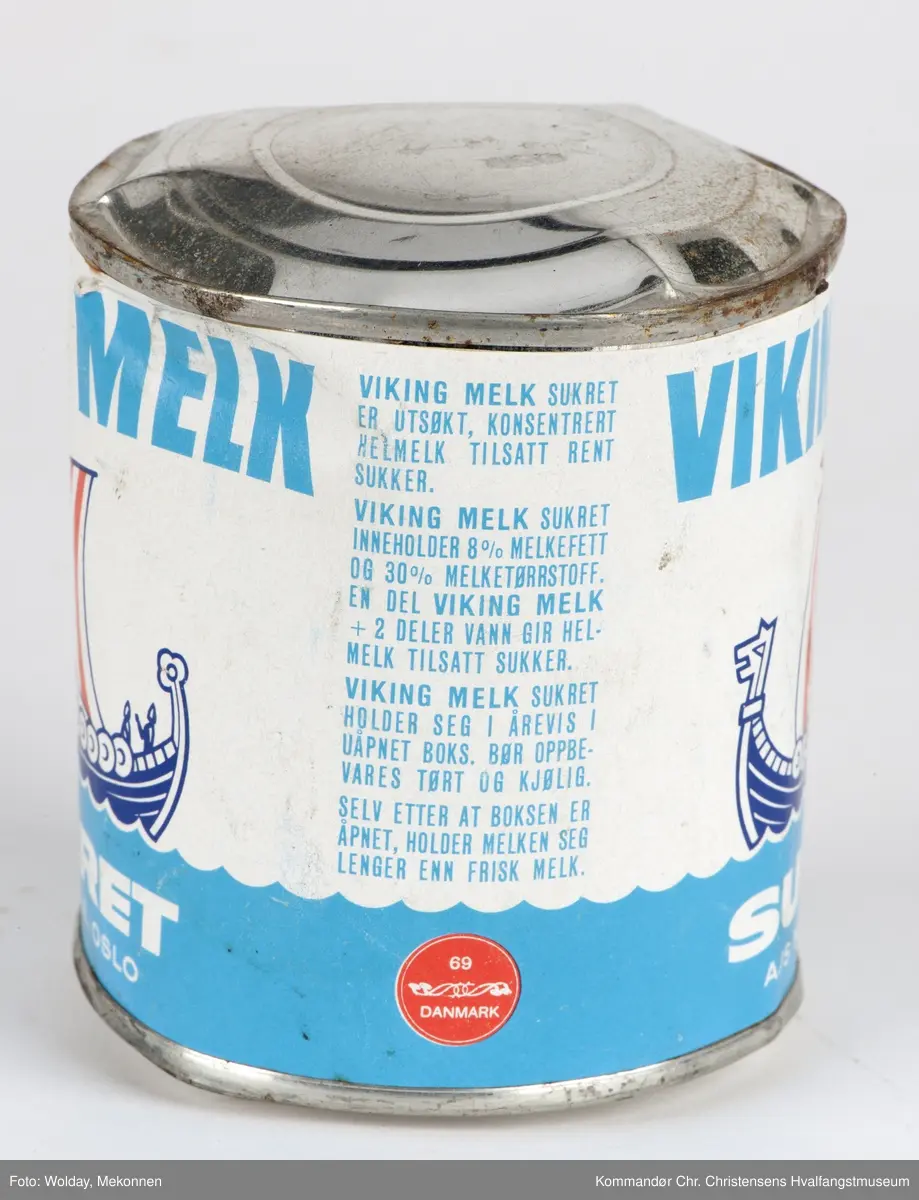 MELK
VIKING MELK SUKRET
ER UTSØKT, KONSENTRERT
HELMELK TILSATT RENT
SUKKER.
VIKING MELK SUKRET
INNEHOLDER 8% MELKEFETT
OG 30% MELKETØRRSTOFF.
EN DEL VIKING MELK
+ 2 DELER VANN GIR HEL-
MELK TILSATT SUKKER.
VIKING MELK SUKRET
HOLDER SEG I ÅREVIS I
UÅPNET BOKS. BØR OPPBE-
VARES TØRT OG KJØLIG.
SELV ETTER AT BOKSEN ER
ÅPNET, HOLDER MELKEN SEG
LENGER ENN FRISK MELK.
VIKIN
RET
OSLO
SU
A/S
69
DANMARK
Foto: Wolday, Mekonnen
Kommandør Chr. Christensens Hvalfangstmuseum